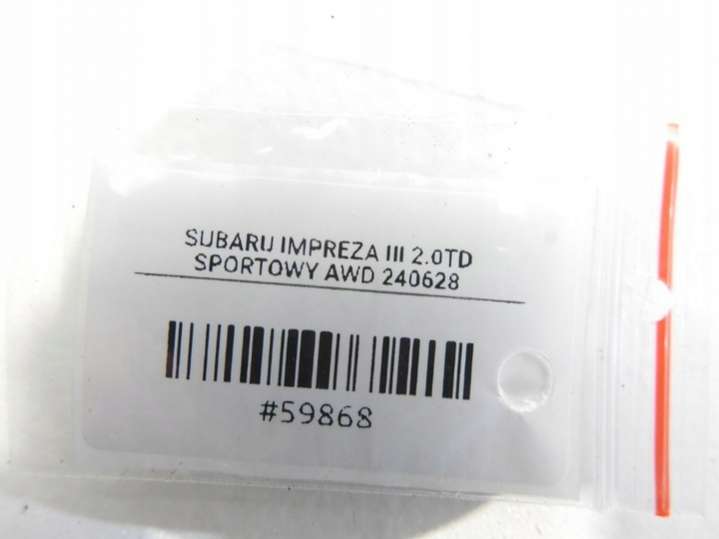 SUBARU IMPREZA III 2.0TD
SPORTOWY AWD 240628
#59868